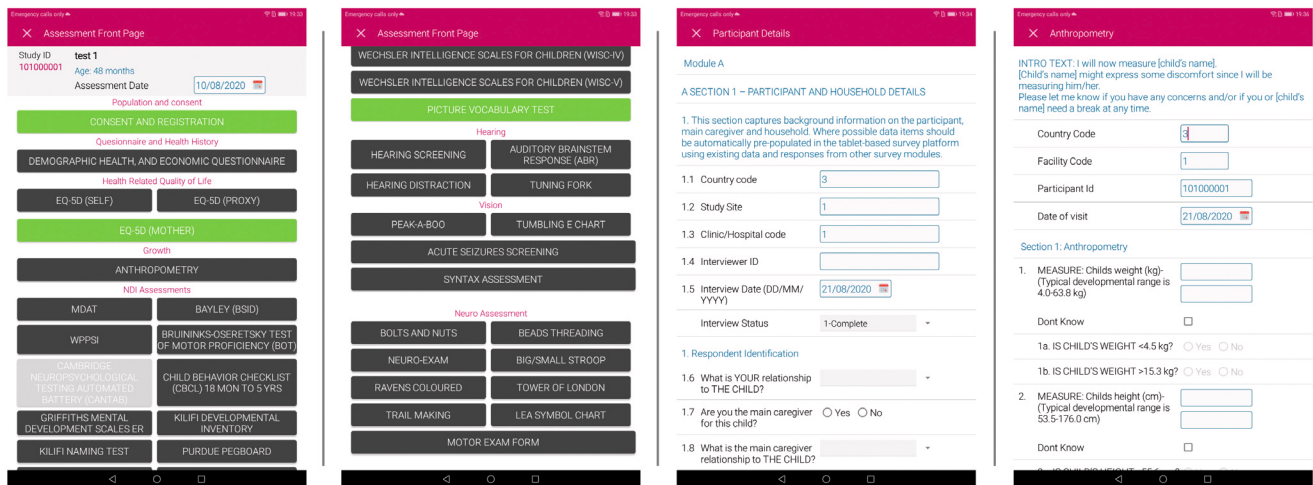 Emergency calls only
19:33
Assessment Front Page
Study ID
test 1
101000001
Age: 48 months
Assessment Date
10/08/2020
Population and consent
CONSENT AND REGISTRATION
Quesionnaire and Health History
DEMOGRAPHIC HEALTH, AND ECONOMIC QUESTIONNAIRE
Health Related Quality of Life
EQ-5D (SELF)
EQ-5D (PROXY)
EQ-5D (MOTHER)
Growth
ANTHROPOMETRY
NDI Assessments
MDAT
BAYLEY (BSID)
WPPSI
BRUININKS-OSERETSKY TEST
OF MOTOR PROFICIENCY (BOT)
CAMBRIDGE
NEUROPSYCHOLOGICAL
TESTING AUTOMATED
BATTERY (CANTAB)
CHILD BEHAVIOR CHECKLIST
(CBCL) 18 MON TO 5 YRS
GRIFFITHS MENTAL
DEVELOPMENT SCALES ER
KILIFI DEVELOPMENTAL
INVENTORY
KILIFI NAMING TEST
PURDUE PEGBOARD
Emergency calls only
19:33
Assessment Front Page
WECHSLER INTELLIGENCE SCALES FOR CHILDREN (WISC-IV)
WECHSLER INTELLIGENCE SCALES FOR CHILDREN (WISC-V)
PICTURE VOCABULARY TEST
Hearing
HEARING SCREENING
AUDITORY BRAINSTEM
RESPONSE (ABR)
HEARING DISTRACTION
TUNING FORK
Vision
PEAK-A-BOO
TUMBLING E CHART
ACUTE SEIZURES SCREENING
SYNTAX ASSESSMENT
Neuro Assessment
BOLTS AND NUTS
BEADS THREADING
NEURO-EXAM
BIG/SMALL STROOP
RAVENS COLOURED
TOWER OF LONDON
TRAIL MAKING
LEA SYMBOL CHART
MOTOR EXAM FORM
Emergency calls only
19:34
Participant Details
Module A
A SECTION 1 – PARTICIPANT AND HOUSEHOLD DETAILS
1. This section captures background information on the participant,
main caregiver and household. Where possible data items should
be automatically pre-populated in the tablet-based survey platform
using existing data and responses from other survey modules.
1.1 Country code
3
1.2 Study Site
1
1.3 Clinic/Hospital code
1
1.4 Interviewer ID
1.5 Interview Date (DD/MM/
YYYY)
21/08/2020
Interview Status
1-Complete
1. Respondent Identification
1.6 What is YOUR relationship
to THE CHILD?
1.7 Are you the main caregiver
for this child?
Yes
No
1.8 What is the main caregiver
relationship to THE CHILD?
Emergency calls only
19:36
Anthropometry
INTRO TEXT: I will now measure [child's name].
[Child's name] might express some discomfort since I will be
measuring him/her.
Please let me know if you have any concerns and/or if you or [child's
name] need a break at any time.
Country Code
3
Facility Code
1
Participant Id
101000001
Date of visit
21/08/2020
Section 1: Anthropometry
1. MEASURE: Childs weight (kg)-
(Typical developmental range is
4.0-63.8 kg)
Dont Know
1a. IS CHILD'S WEIGHT <4.5 kg?
Yes
No
1b. IS CHILD'S WEIGHT >15.3 kg?
Yes
No
2. MEASURE: Childs height (cm)-
(Typical developmental range is
53.5-176.0 cm)
Dont Know